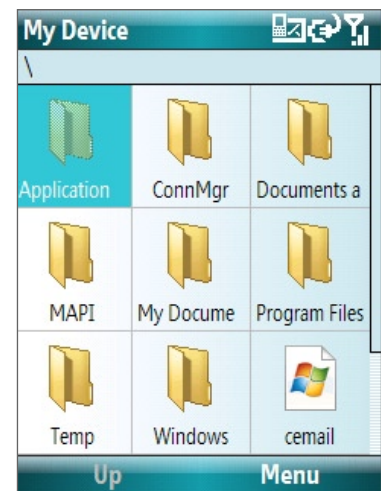 My Device
\
Application ConnMgr Documents a
MAPI My Docume Program Files
Temp Windows cemail
Up Menu